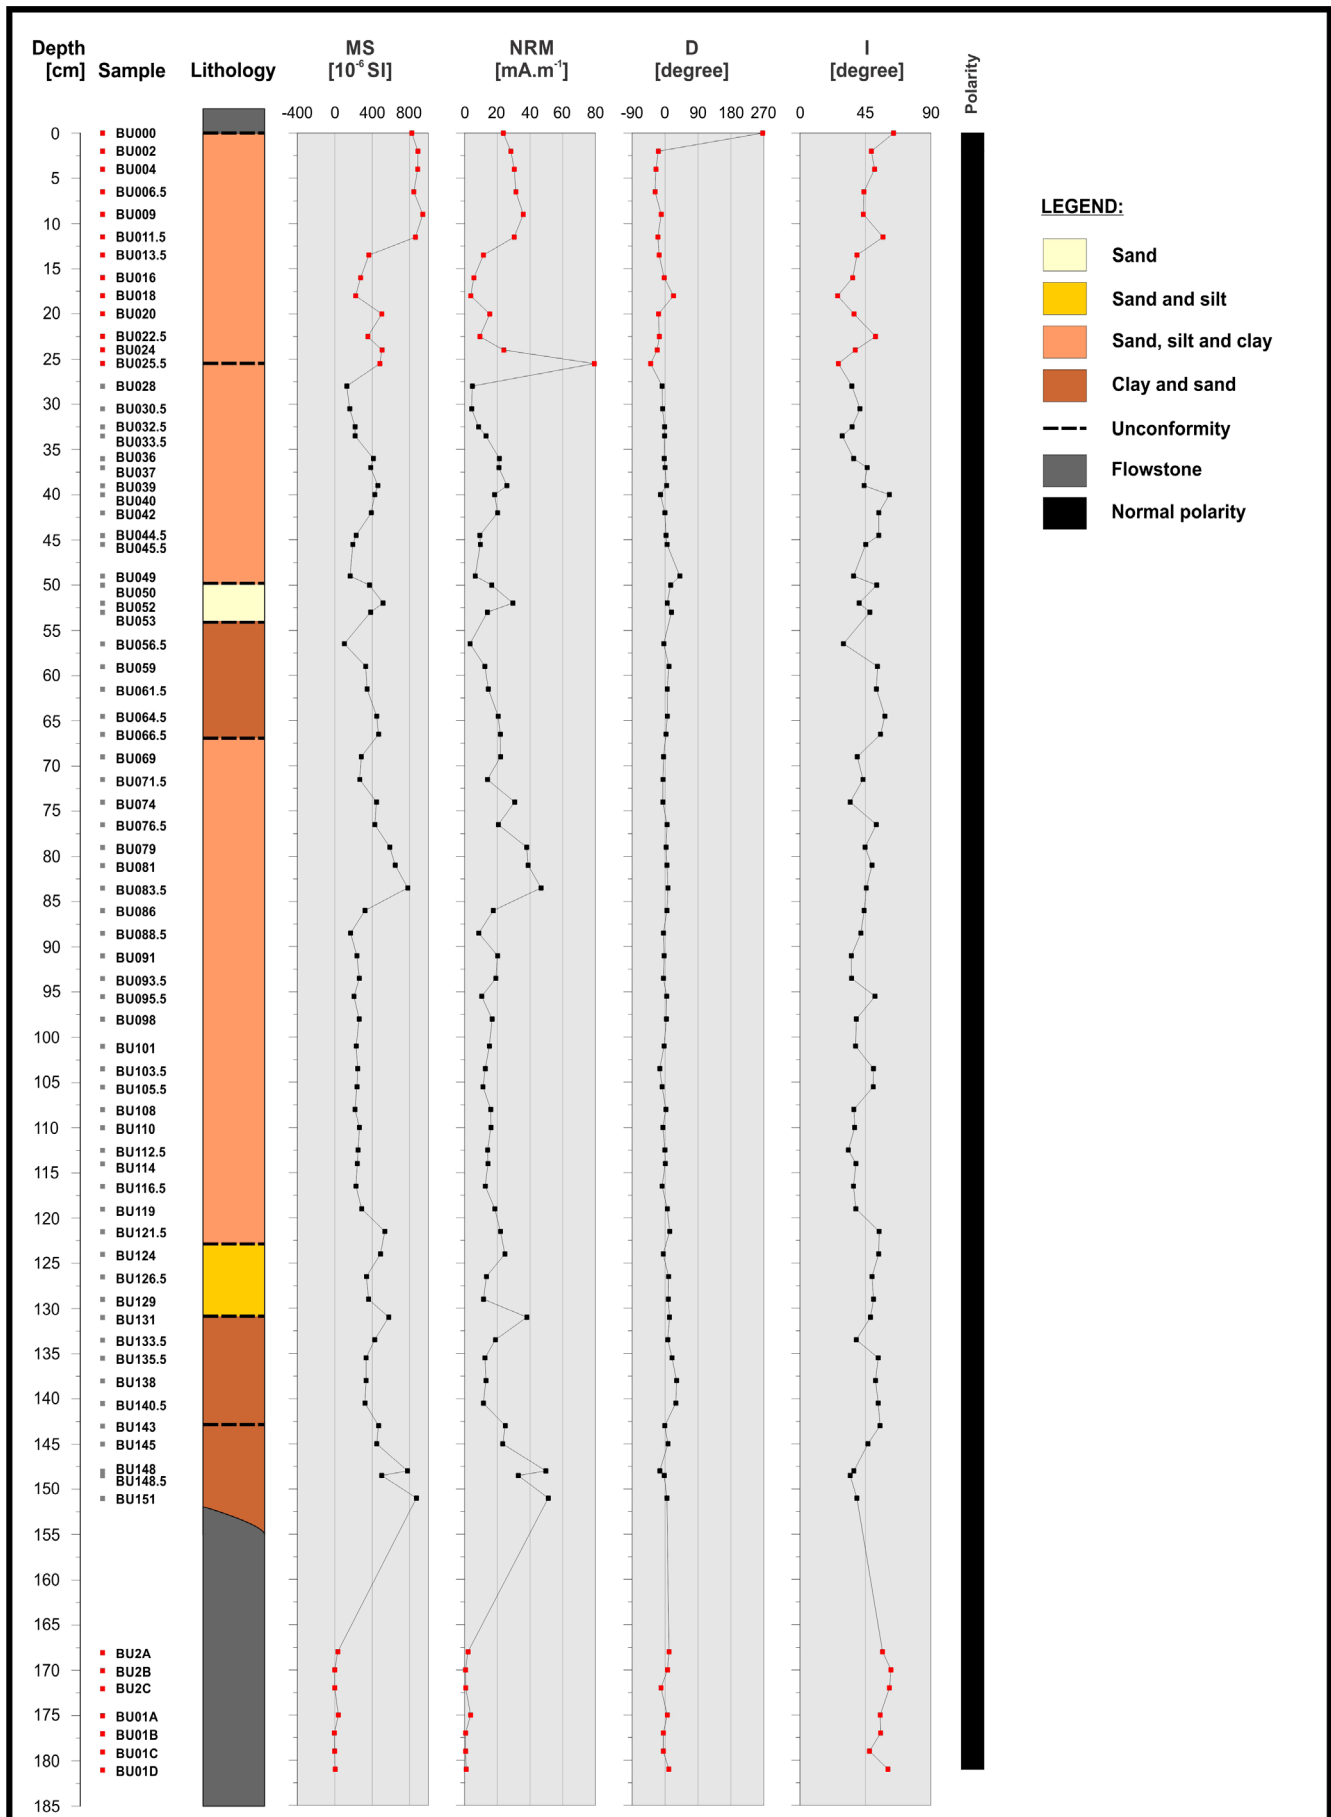 Depth
[cm]
Sample
Lithology
MS
[10⁻⁶ SI]
NRM
[mA.m⁻¹]
D
[degree]
I
[degree]
Polarity
-400 0 400 800
0 20 40 60 80
-90 0 90 180 270
0 45 90
0
5
10
15
20
25
30
35
40
45
50
55
60
65
70
75
80
85
90
95
100
105
110
115
120
125
130
135
140
145
150
155
160
165
170
175
180
185
BU000
BU002
BU004
BU006.5
BU009
BU011.5
BU013.5
BU016
BU018
BU020
BU022.5
BU024
BU025.5
BU028
BU030.5
BU032.5
BU033.5
BU036
BU037
BU039
BU040
BU042
BU044.5
BU045.5
BU049
BU050
BU052
BU053
BU056.5
BU059
BU061.5
BU064.5
BU066.5
BU069
BU071.5
BU074
BU076.5
BU079
BU081
BU083.5
BU086
BU088.5
BU091
BU093.5
BU095.5
BU098
BU101
BU103.5
BU105.5
BU108
BU110
BU112.5
BU114
BU116.5
BU119
BU121.5
BU124
BU126.5
BU129
BU131
BU133.5
BU135.5
BU138
BU140.5
BU143
BU145
BU148
BU148.5
BU151
BU2A
BU2B
BU2C
BU01A
BU01B
BU01C
BU01D
LEGEND:
Sand
Sand and silt
Sand, silt and clay
Clay and sand
Unconformity
Flowstone
Normal polarity